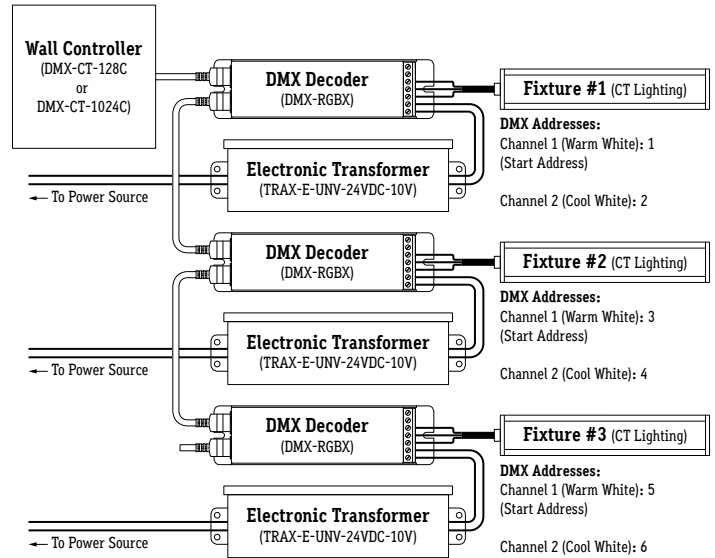 Wall Controller
(DMX-CT-128C
or
DMX-CT-1024C)
DMX Decoder
(DMX-RGBX)
Fixture #1 (CT Lighting)
DMX Addresses:
Channel 1 (Warm White): 1
(Start Address)
Channel 2 (Cool White): 2
Electronic Transformer
(TRAX-E-UNV-24VDC-10V)
← To Power Source
DMX Decoder
(DMX-RGBX)
Fixture #2 (CT Lighting)
DMX Addresses:
Channel 1 (Warm White): 3
(Start Address)
Channel 2 (Cool White): 4
Electronic Transformer
(TRAX-E-UNV-24VDC-10V)
← To Power Source
DMX Decoder
(DMX-RGBX)
Fixture #3 (CT Lighting)
DMX Addresses:
Channel 1 (Warm White): 5
(Start Address)
Channel 2 (Cool White): 6
Electronic Transformer
(TRAX-E-UNV-24VDC-10V)
← To Power Source